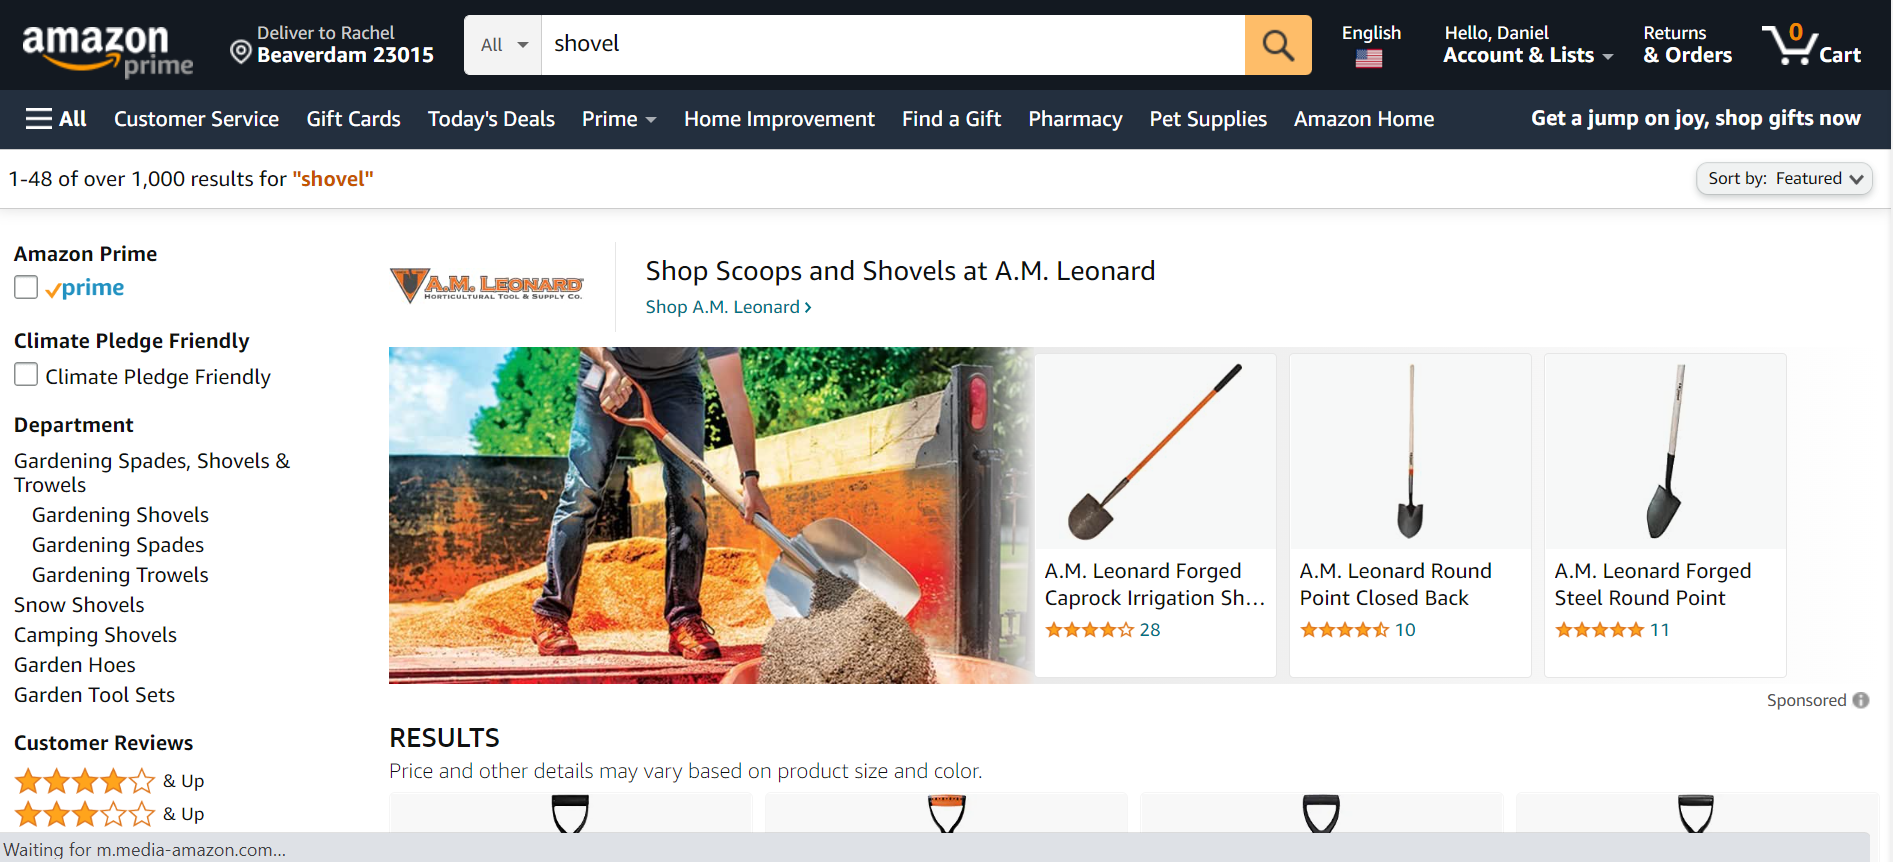 amazon
prime
Deliver to Rachel
Beaverdam 23015
All
shovel
English
Hello, Daniel
Account & Lists
Returns
& Orders
0
Cart
All
Customer Service
Gift Cards
Today's Deals
Prime
Home Improvement
Find a Gift
Pharmacy
Pet Supplies
Amazon Home
Get a jump on joy, shop gifts now
1-48 of over 1,000 results for "shovel"
Sort by: Featured
Amazon Prime
prime
Climate Pledge Friendly
Climate Pledge Friendly
Department
Gardening Spades, Shovels &
Trowels
Gardening Shovels
Gardening Spades
Gardening Trowels
Snow Shovels
Camping Shovels
Garden Hoes
Garden Tool Sets
Customer Reviews
& Up
& Up
A.M. LEONARD
HORTICULTURAL TOOL & SUPPLY CO.
Shop Scoops and Shovels at A.M. Leonard
Shop A.M. Leonard ›
A.M. Leonard Forged
Caprock Irrigation Sh...
28
A.M. Leonard Round
Point Closed Back
10
A.M. Leonard Forged
Steel Round Point
11
Sponsored
RESULTS
Price and other details may vary based on product size and color.
Waiting for m.media-amazon.com...